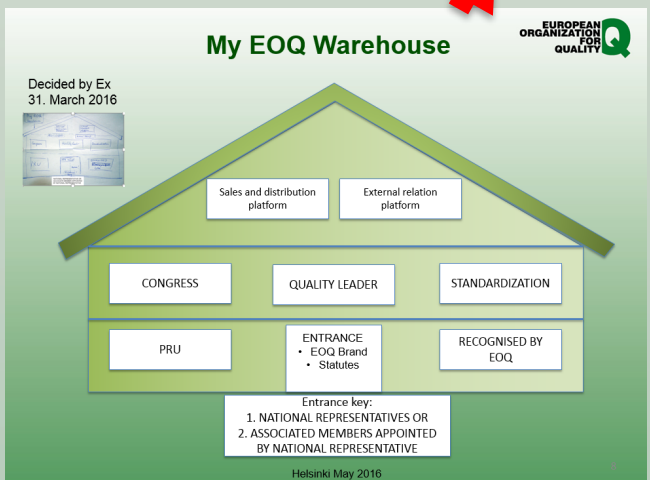 My EOQ Warehouse
EUROPEAN
ORGANIZATION
FOR
QUALITY
Decided by Ex
31. March 2016
Sales and distribution
platform
External relation
platform
CONGRESS
QUALITY LEADER
STANDARDIZATION
PRU
ENTRANCE
• EOQ Brand
• Statutes
RECOGNISED BY
EOQ
Entrance key:
1. NATIONAL REPRESENTATIVES OR
2. ASSOCIATED MEMBERS APPOINTED
BY NATIONAL REPRESENTATIVE
Helsinki May 2016